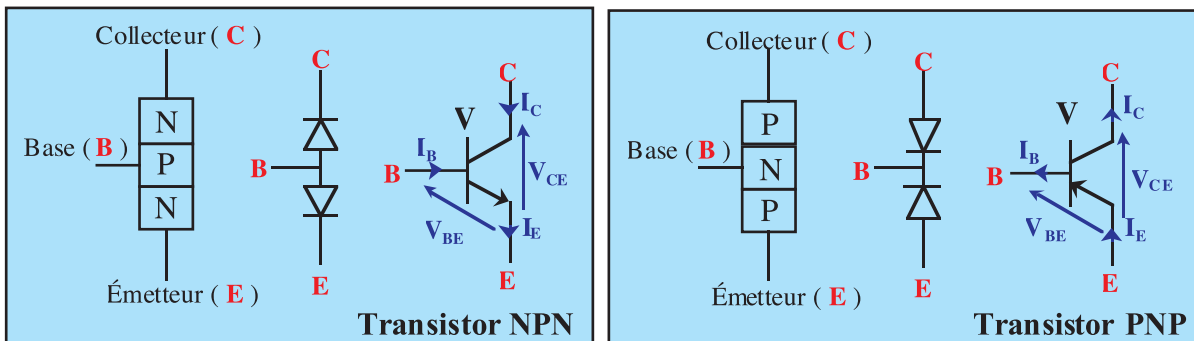 Collecteur ( C )
N
P
N
Base ( B )
Émetteur ( E )
C
B
E
C
I_C
V
I_B
B
V_CE
V_BE
I_E
E
Transistor NPN
Collecteur ( C )
P
N
P
Base ( B )
Émetteur ( E )
C
B
E
C
I_C
V
I_B
B
V_CE
V_BE
I_E
E
Transistor PNP